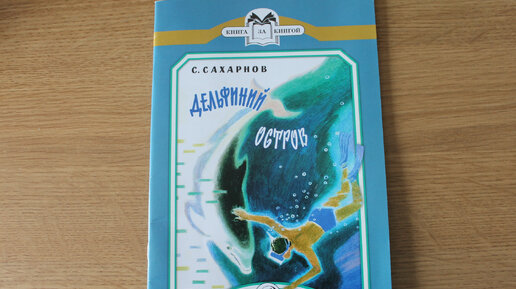 КНИГА ЗА КНИГОЙ
С. САХАРНОВ
ДЕЛЬФИНИЙ
ОСТРОВ